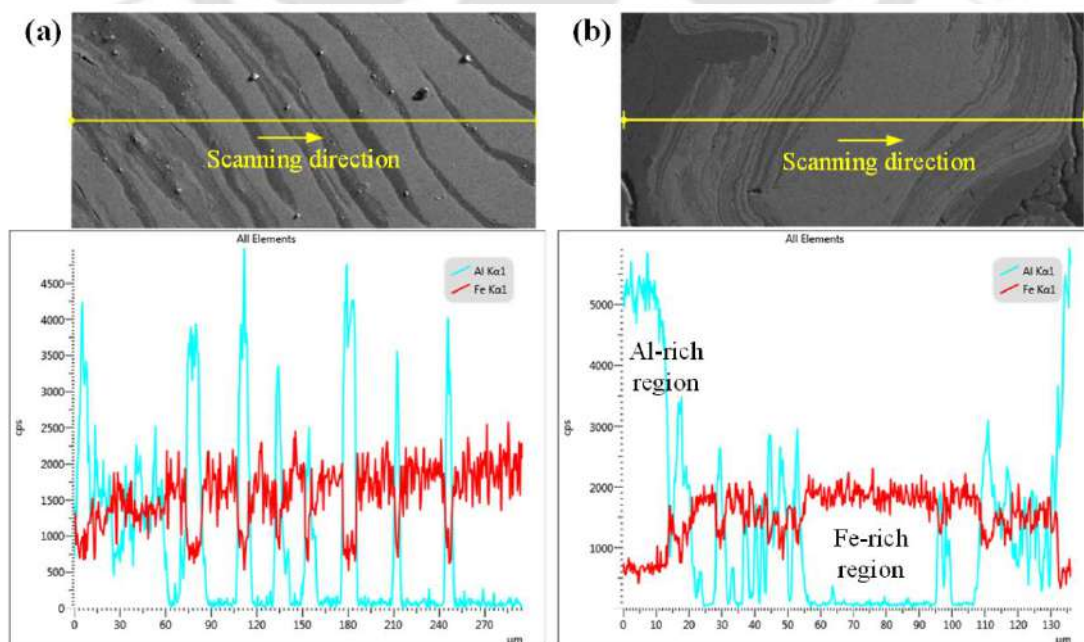 (a)
Scanning direction
(b)
Scanning direction
All Elements
Al Kα1
Fe Kα1
4500
4000
3500
3000
2500
2000
1500
1000
500
0
cps
0 30 60 90 120 150 180 210 240 270
µm
All Elements
Al Kα1
Fe Kα1
5000
4000
3000
2000
1000
cps
Al-rich
region
Fe-rich
region
0 10 20 30 40 50 60 70 80 90 100 110 120 130
µm